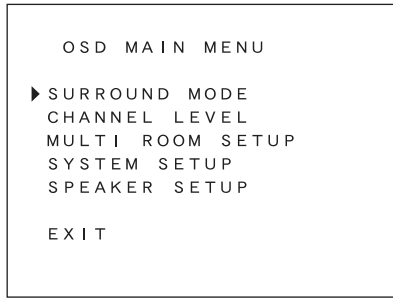 OSD MAIN MENU
SURROUND MODE
CHANNEL LEVEL
MULTI ROOM SETUP
SYSTEM SETUP
SPEAKER SETUP
EXIT